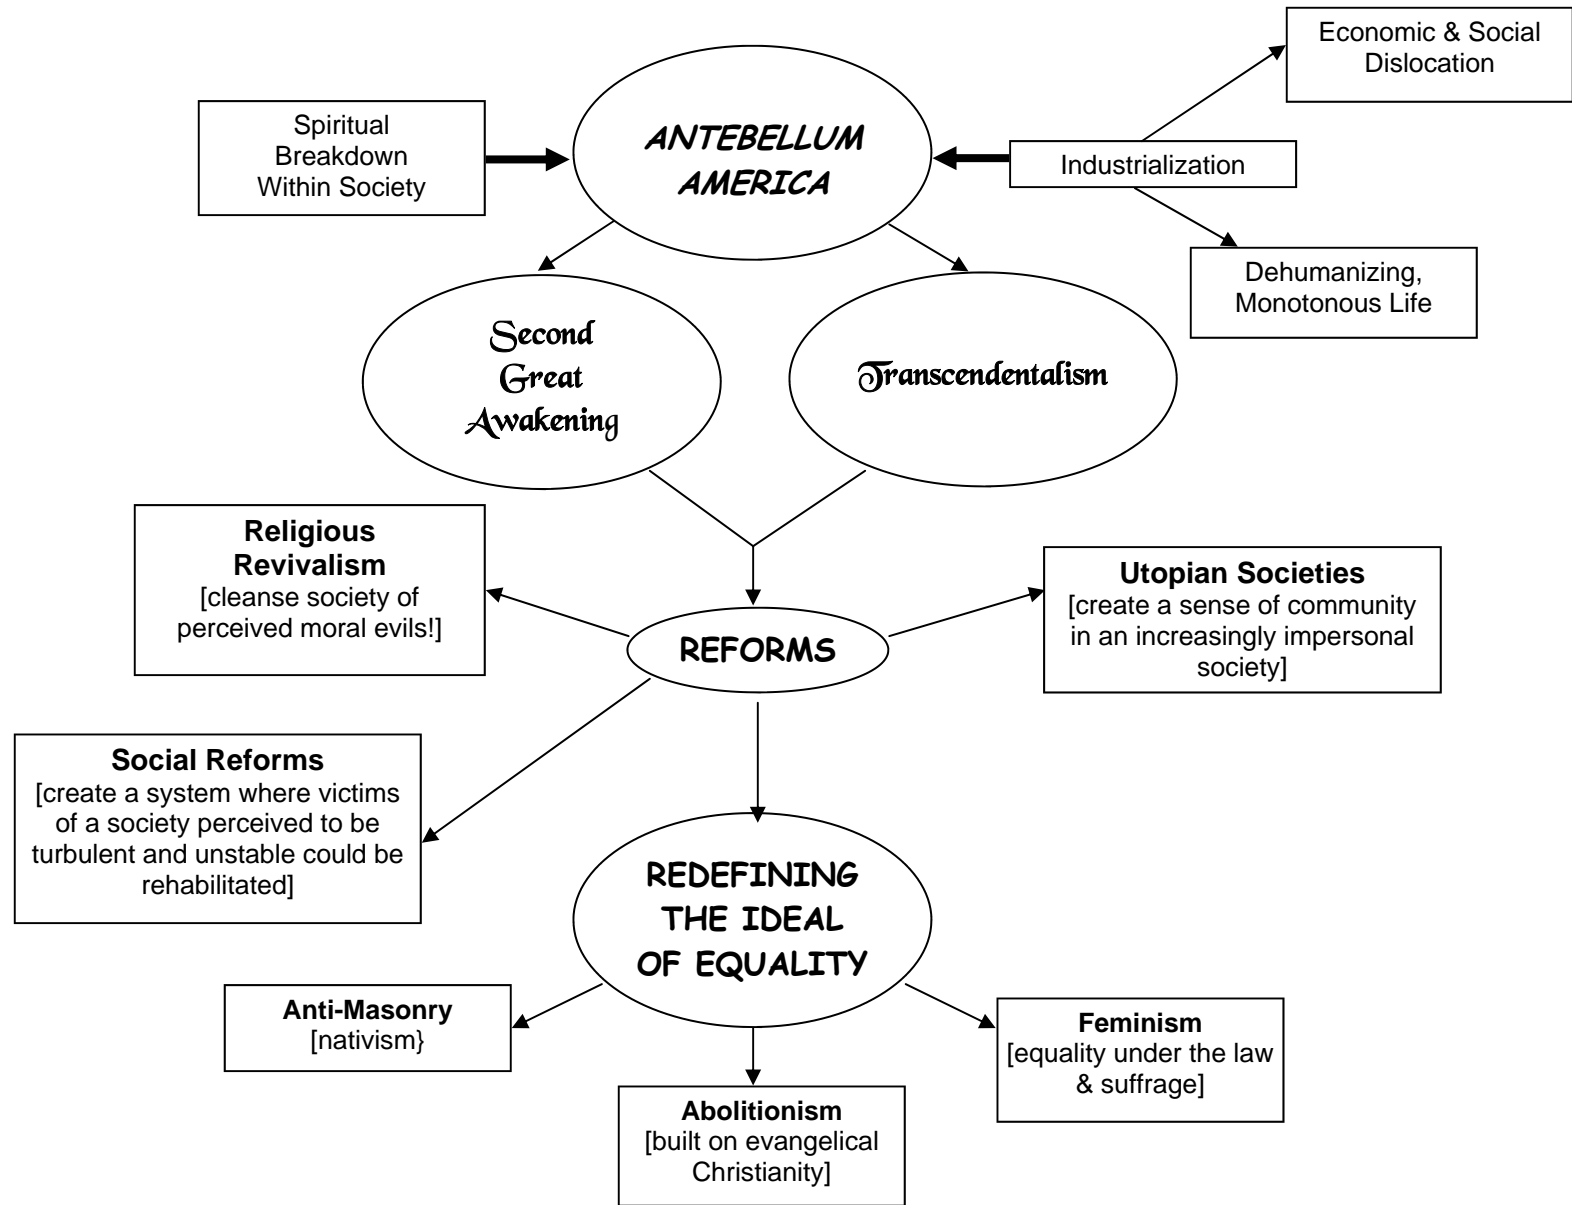 Economic & Social
Dislocation
Spiritual
Breakdown
Within Society
ANTEBELLUM
AMERICA
Industrialization
Dehumanizing,
Monotonous Life
Second
Great
Awakening
Transcendentalism
Religious
Revivalism
[cleanse society of
perceived moral evils!]
Utopian Societies
[create a sense of community
in an increasingly impersonal
society]
REFORMS
Social Reforms
[create a system where victims
of a society perceived to be
turbulent and unstable could be
rehabilitated]
REDEFINING
THE IDEAL
OF EQUALITY
Anti-Masonry
[nativism}
Feminism
[equality under the law
& suffrage]
Abolitionism
[built on evangelical
Christianity]